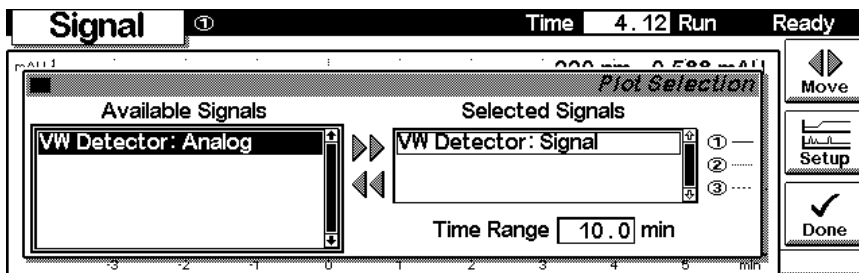 Signal ① Time 4.12 Run Ready
Plot Selection
Move
Available Signals Selected Signals
VW Detector: Analog VW Detector: Signal ①
②
③
Setup
Time Range 10.0 min
Done
-3 -2 -1 0 1 2 3 4 5 min